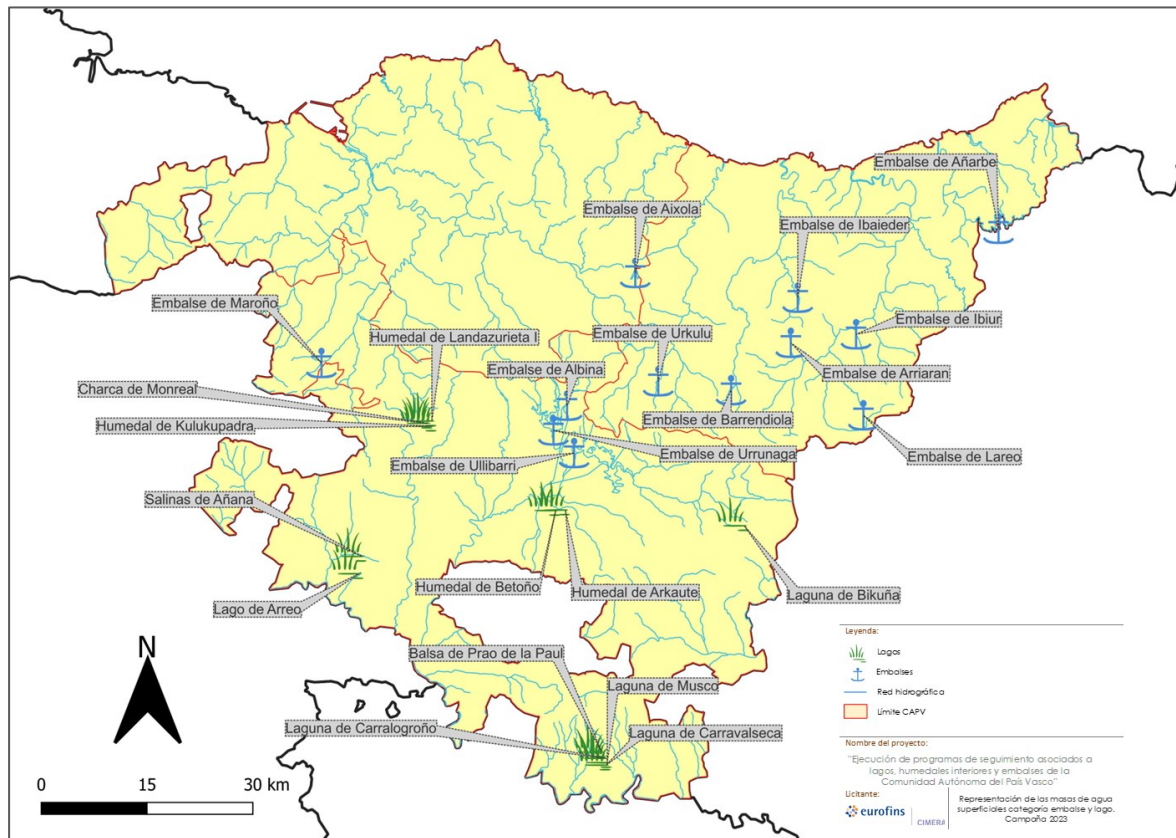 Embalse de Añarbe
Embalse de Aixola
Embalse de Ibaieder
Embalse de Maroño
Embalse de Ibiur
Humedal de Landazurieta I
Embalse de Urkulu
Embalse de Albina
Embalse de Arriaran
Charca de Monreal
Embalse de Barrendiola
Humedal de Kulukupadra
Embalse de Urrunaga
Embalse de Lareo
Embalse de Ullibarri
Salinas de Añana
Humedal de Betoño
Humedal de Arkaute
Laguna de Bikuña
Lago de Arreo
Balsa de Prao de la Paul
Laguna de Musco
Laguna de Carralogroño
Laguna de Carravalseca
N
0 15 30 km
Leyenda:
Lagos
Embalses
Red hidrográfica
Límite CAPV
Nombre del proyecto:
"Ejecución de programas de seguimiento asociados a
lagos, humedales interiores y embalses de la
Comunidad Autónoma del País Vasco"
Licitante:
eurofins
CIMERA
Representación de las masas de agua
superficiales categoría embalse y lago.
Campaña 2023